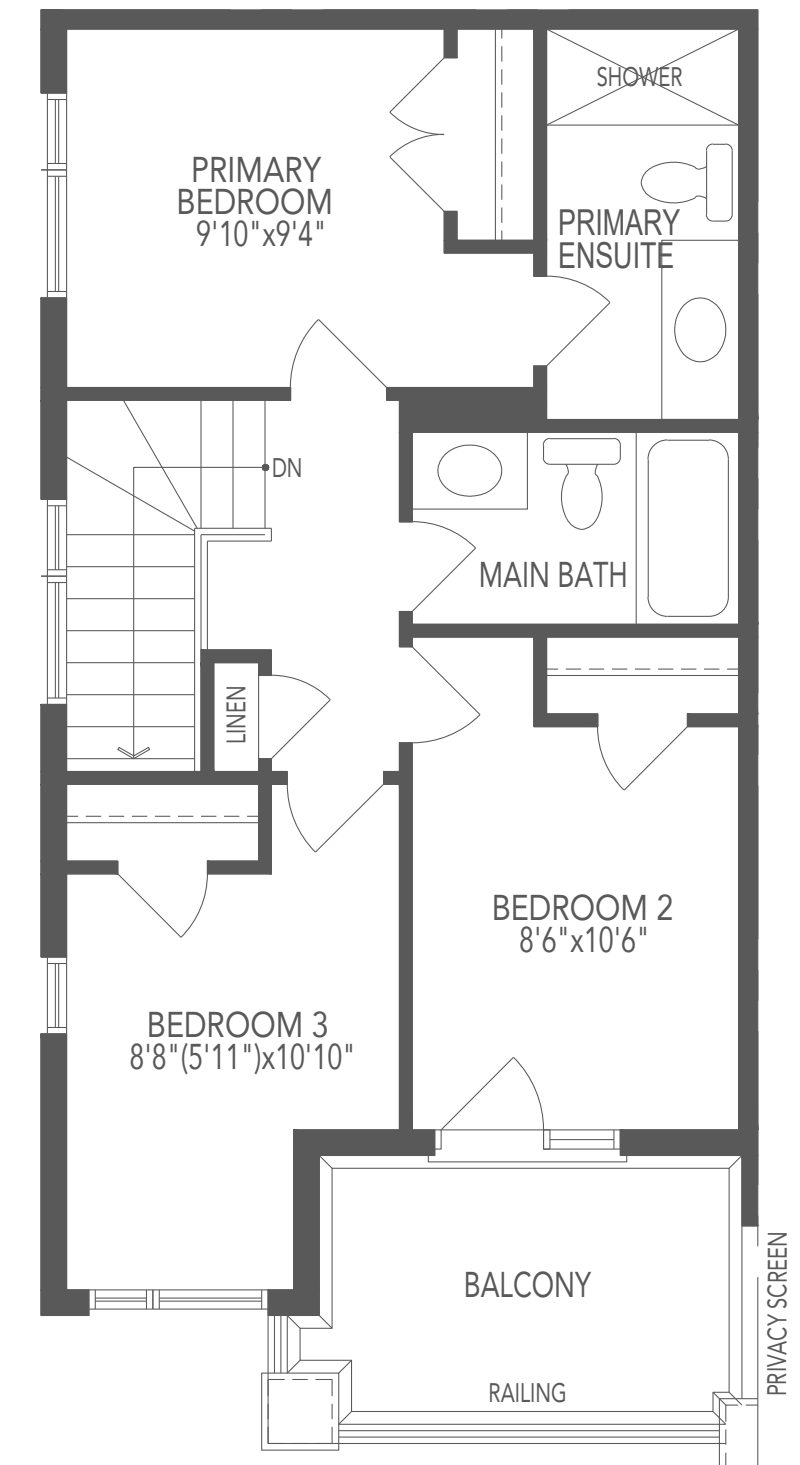 SHOWER
PRIMARY
BEDROOM
9'10"x9'4"
PRIMARY
ENSUITE
DN
MAIN BATH
LINEN
BEDROOM 2
8'6"x10'6"
BEDROOM 3
8'8"(5'11")x10'10"
BALCONY
PRIVACY SCREEN
RAILING